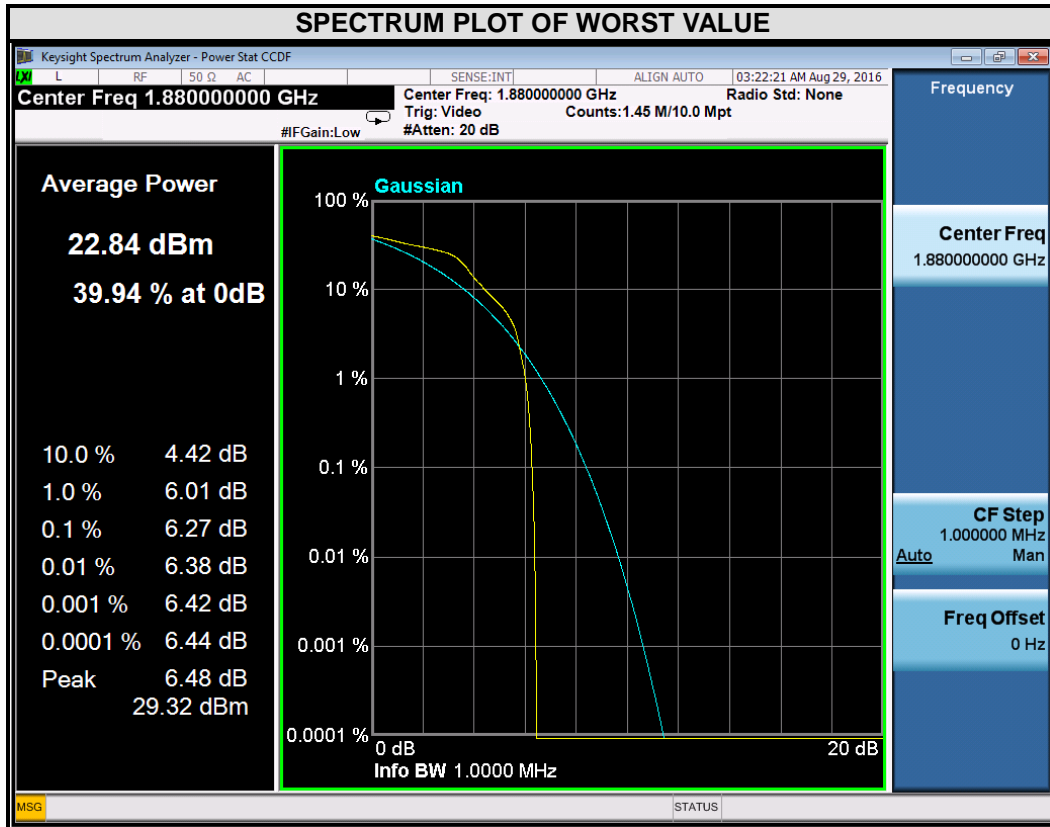 SPECTRUM PLOT OF WORST VALUE
Keysight Spectrum Analyzer - Power Stat CCDF
LXI L RF 50 Ω AC SENSE:INT ALIGN AUTO 03:22:21 AM Aug 29, 2016
Center Freq 1.880000000 GHz
Center Freq: 1.880000000 GHz Radio Std: None
Trig: Video Counts:1.45 M/10.0 Mpt
#IFGain:Low #Atten: 20 dB
Frequency
Average Power
22.84 dBm
39.94 % at 0dB
10.0 % 4.42 dB
1.0 % 6.01 dB
0.1 % 6.27 dB
0.01 % 6.38 dB
0.001 % 6.42 dB
0.0001 % 6.44 dB
Peak 6.48 dB
29.32 dBm
Gaussian
100 %
10 %
1 %
0.1 %
0.01 %
0.001 %
0.0001 %
0 dB 20 dB
Info BW 1.0000 MHz
Center Freq
1.880000000 GHz
CF Step
1.000000 MHz
Auto Man
Freq Offset
0 Hz
MSG STATUS